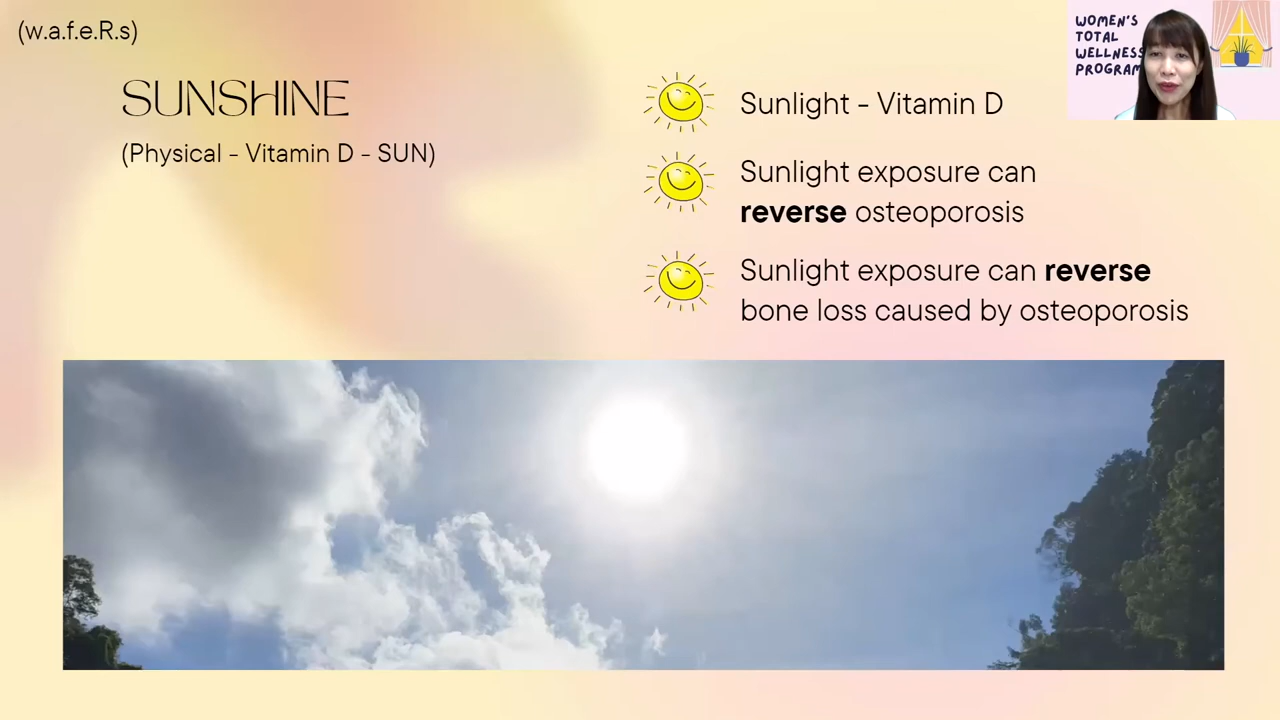 (w.a.f.e.R.s)
SUNSHINE
(Physical - Vitamin D - SUN)
Sunlight - Vitamin D
Sunlight exposure can
reverse osteoporosis
Sunlight exposure can reverse
bone loss caused by osteoporosis
WOMEN'S
TOTAL
WELLNESS
PROGRAM